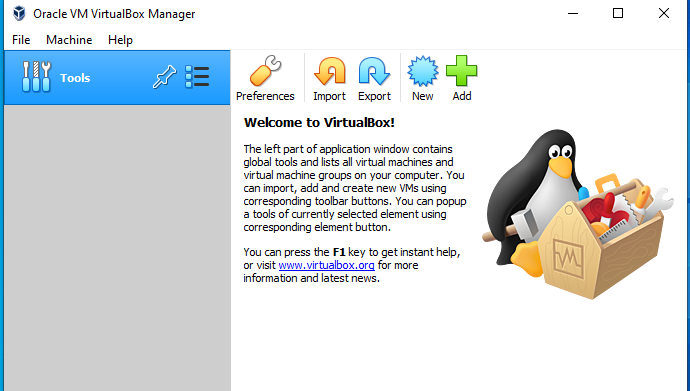 Oracle VM VirtualBox Manager
File Machine Help
Tools
Preferences Import Export New Add
Welcome to VirtualBox!
The left part of application window contains
global tools and lists all virtual machines and
virtual machine groups on your computer. You
can import, add and create new VMs using
corresponding toolbar buttons. You can popup
a tools of currently selected element using
corresponding element button.
You can press the F1 key to get instant help,
or visit www.virtualbox.org for more
information and latest news.
VM